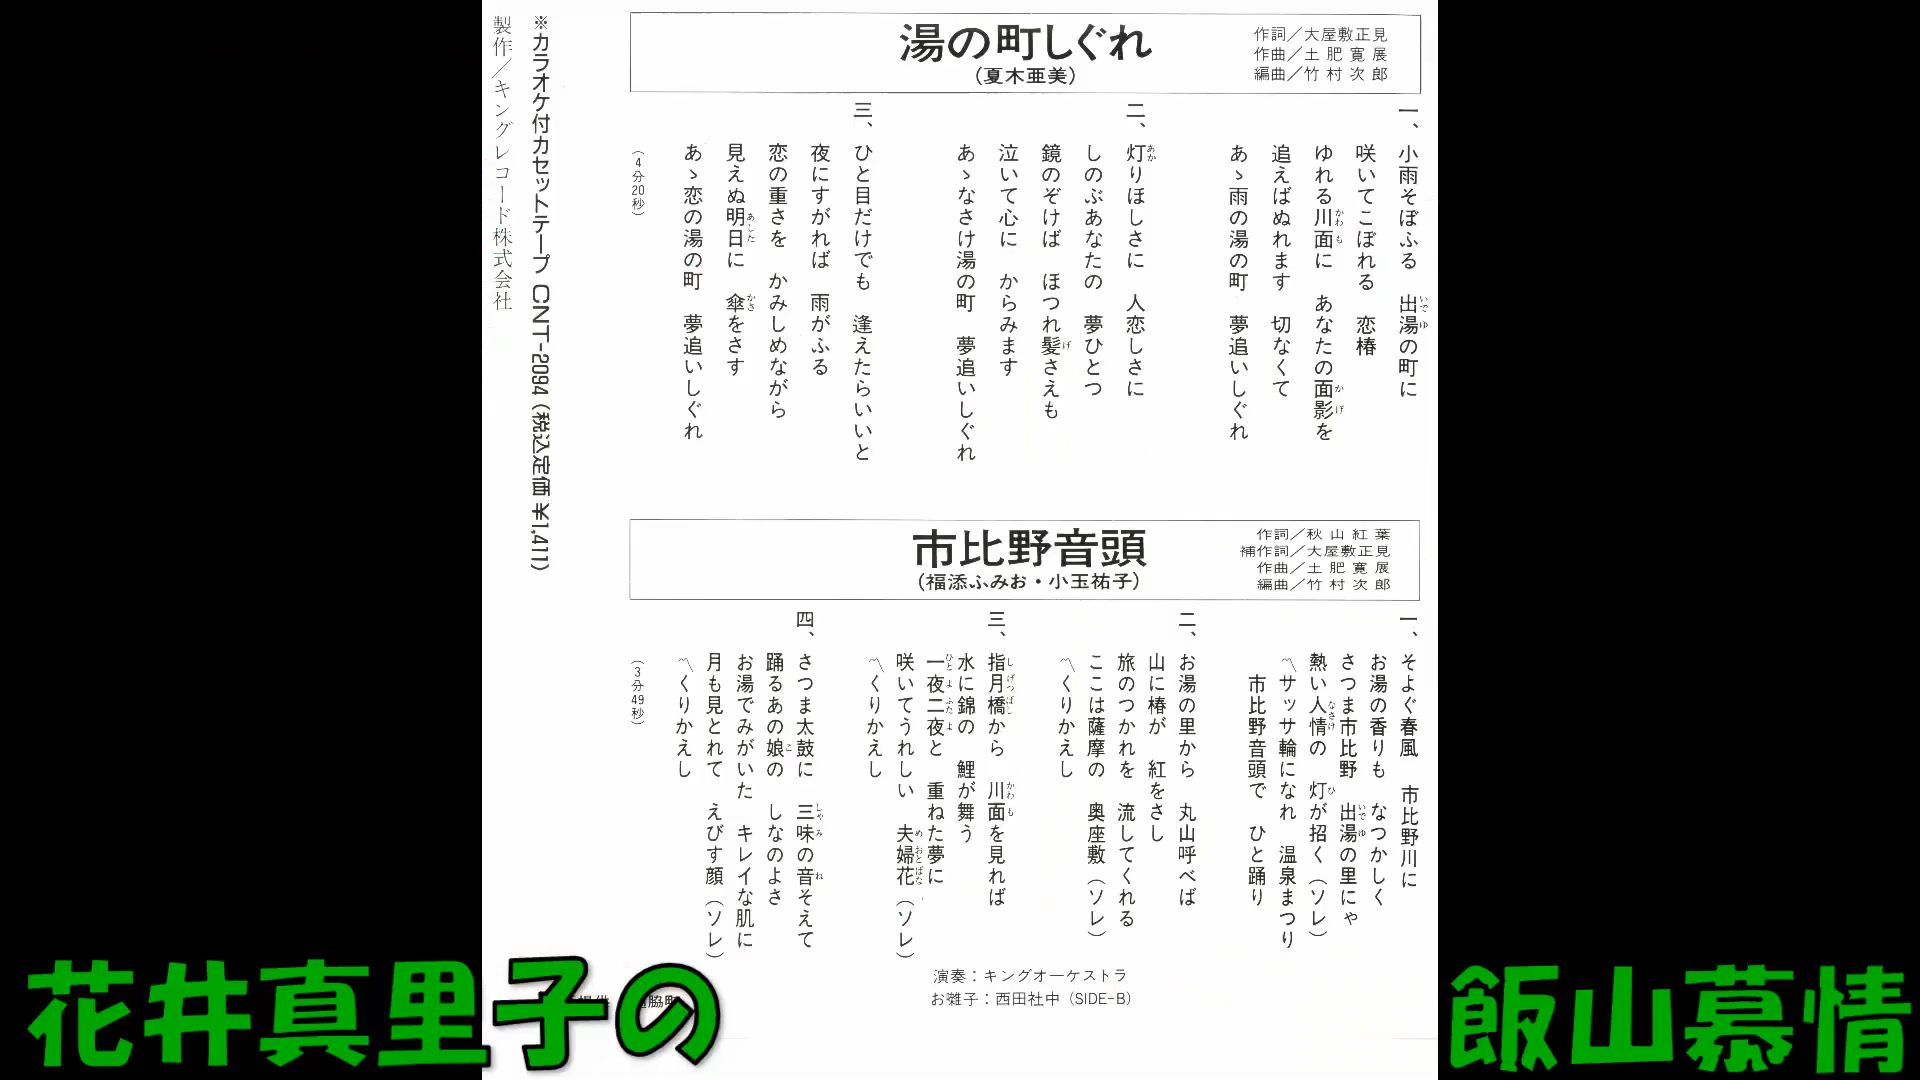 湯の町しぐれ
(夏木亜美)
作詞／大屋敷正見
作曲／土肥寛展
編曲／竹村次郎
一、小雨そぼふる　出湯の町に
咲いてこぼれる　恋椿
ゆれる川面に　あなたの面影を
追えばぬれます　切なくて
あゝ雨の湯の町　夢追いしぐれ
二、灯りほしさに　人恋しさに
しのぶあなたの　夢ひとつ
鏡のぞけば　ほつれ髪さえも
泣いて心に　からみます
あゝなさけ湯の町　夢追いしぐれ
三、ひと目だけでも　逢えたらいいと
夜にすがれば　雨がふる
恋の重さを　かみしめながら
見えぬ明日に　傘をさす
あゝ恋の湯の町　夢追いしぐれ
(4分20秒)
市比野音頭
(福添ふみお・小玉祐子)
作詞／秋山紅葉
補作詞／大屋敷正見
作曲／土肥寛展
編曲／竹村次郎
一、そよぐ春風　市比野川に
お湯の香りも　なつかしく
さつま市比野　出湯の里にゃ
熱い人情の　灯が招く(ソレ)
〽サッサ輪になれ　温泉まつり
市比野音頭で　ひと踊り
二、お湯の里から　丸山呼べば
山に椿が　紅をさし
旅のつかれを　流してくれる
ここは薩摩の　奥座敷(ソレ)
〽くりかえし
三、指月橋から　川面を見れば
水に錦の　鯉が舞う
一夜二夜と　重ねた夢に
咲いてうれしい　夫婦花(ソレ)
〽くりかえし
四、さつま太鼓に　三味の音そえて
踊るあの娘の　しなのよさ
お湯でみがいた　キレイな肌に
月も見とれて　えびす顔(ソレ)
〽くりかえし
(3分49秒)
演奏：キングオーケストラ
お囃子：西田社中(SIDE-B)
※カラオケ付カセットテープ CNT-2094 (税込定価 ¥1,411)
製作／キングレコード株式会社
花井真里子の
飯山慕情